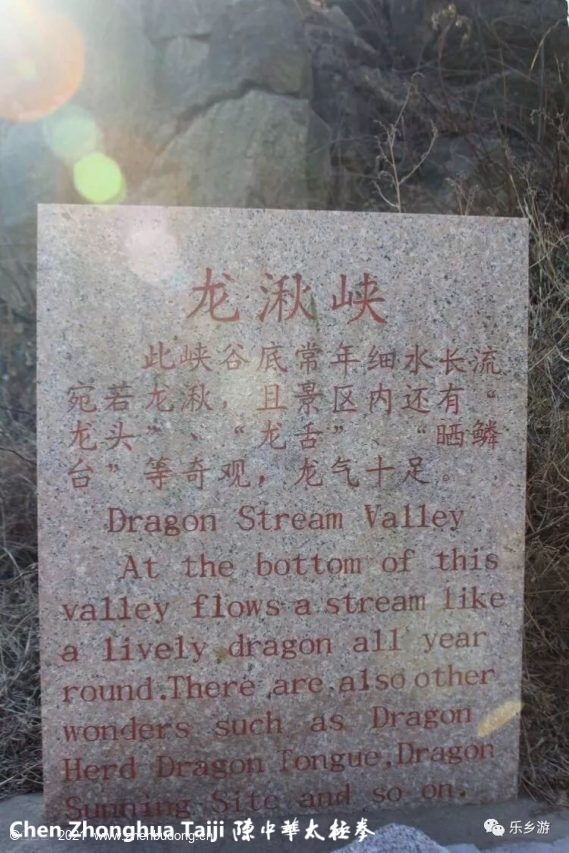 龙湫峡
此峡谷底常年细水长流
宛若龙湫，且景区内还有“
龙头”、“龙舌”、“晒鳞
台”等奇观，龙气十足。
Dragon Stream Valley
At the bottom of this
valley flows a stream like
a lively dragon all year
round.There are also other
wonders such as Dragon
Herd Dragon Tongue,Dragon
Sunning Site and so on.
Chen Zhonghua Taiji 陳中華太極拳
乐乡游